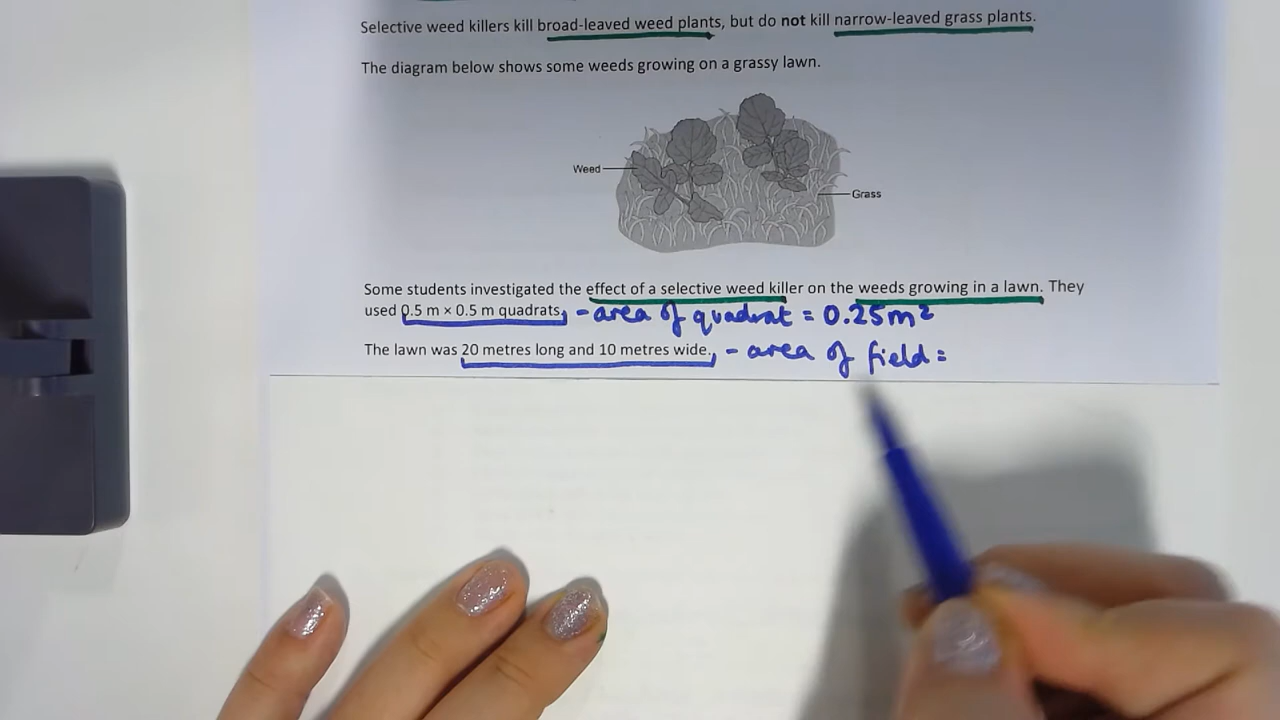 Selective weed killers kill broad-leaved weed plants, but do not kill narrow-leaved grass plants.
The diagram below shows some weeds growing on a grassy lawn.
Weed
Grass
Some students investigated the effect of a selective weed killer on the weeds growing in a lawn. They
used 0.5 m × 0.5 m quadrats. - area of quadrat = 0.25m²
The lawn was 20 metres long and 10 metres wide. - area of field =